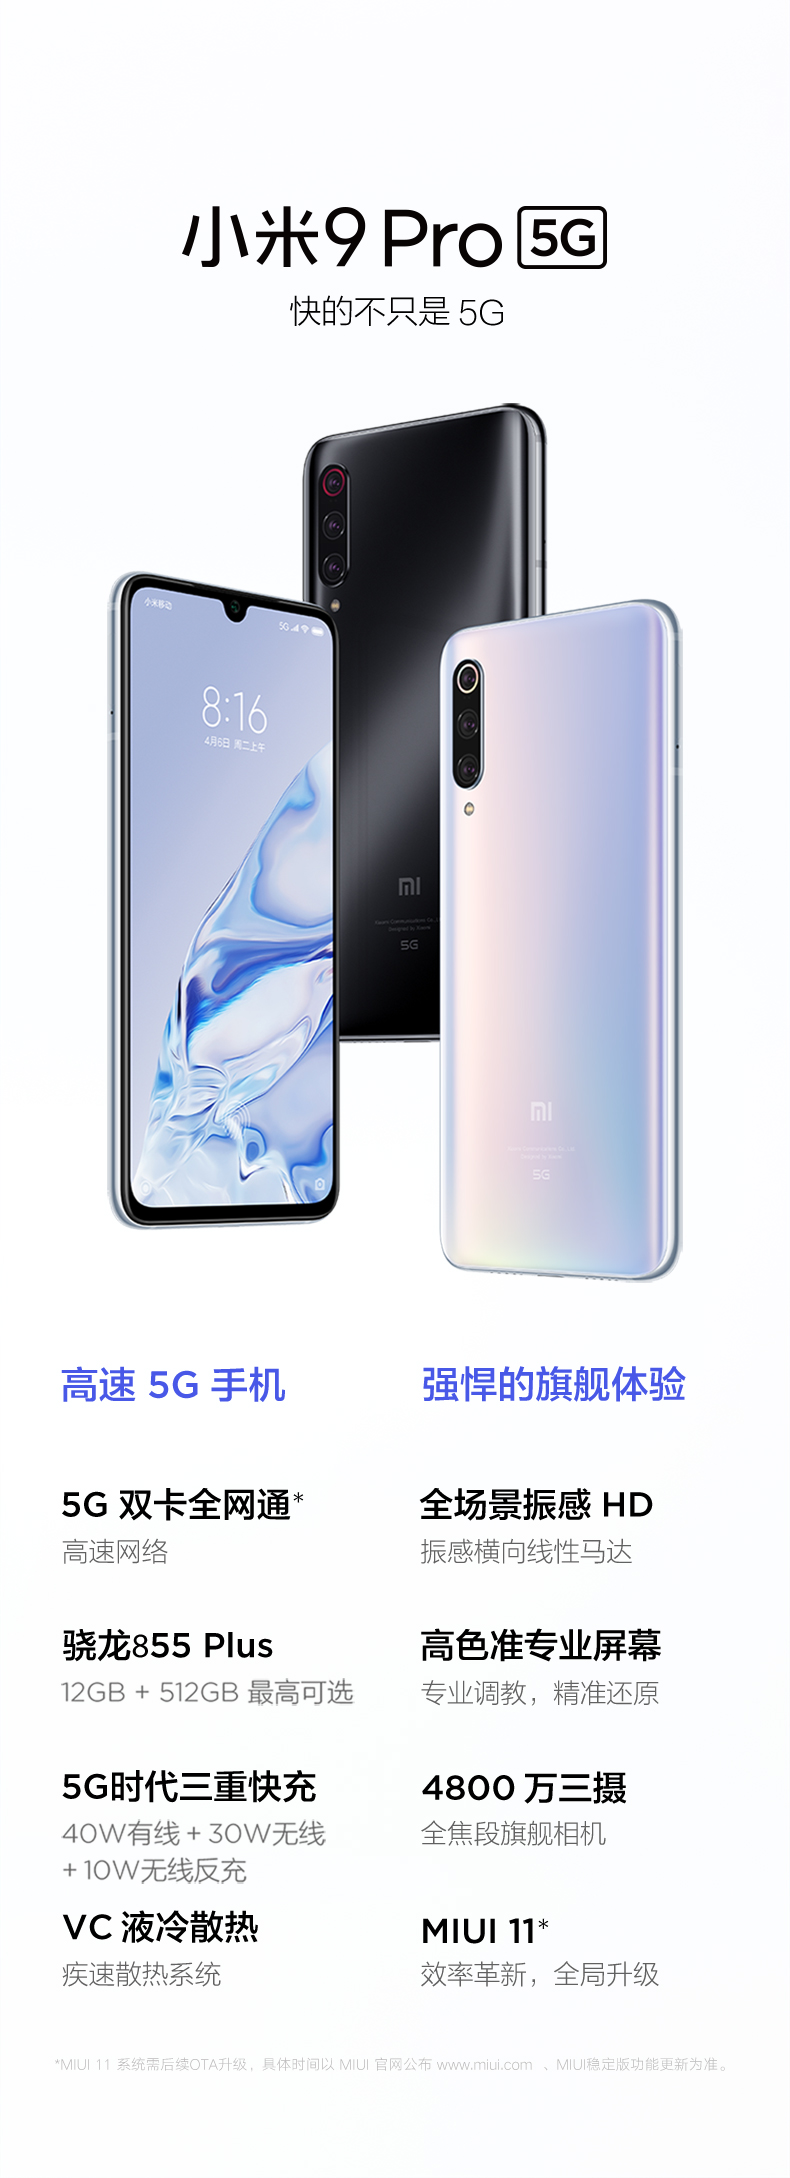 小米9 Pro 5G
快的不只是 5G
小米移动
5G
8:16
4月6日 周二上午
MI
5G
MI
5G
高速 5G 手机
强悍的旗舰体验
5G 双卡全网通*
高速网络
全场景振感 HD
振感横向线性马达
骁龙855 Plus
12GB + 512GB 最高可选
高色准专业屏幕
专业调教，精准还原
5G时代三重快充
40W有线 + 30W无线
+ 10W无线反充
4800 万三摄
全焦段旗舰相机
VC 液冷散热
疾速散热系统
MIUI 11*
效率革新，全局升级
*MIUI 11 系统需后续OTA升级，具体时间以 MIUI 官网公布 www.miui.com 、MIUI稳定版功能更新为准。